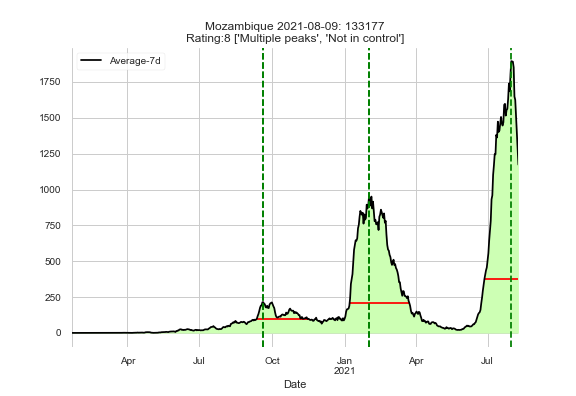 Mozambique 2021-08-09: 133177
Rating:8 ['Multiple peaks', 'Not in control']
Average-7d
1750
1500
1250
1000
750
500
250
0
Apr Jul Oct Jan Apr Jul
2021
Date